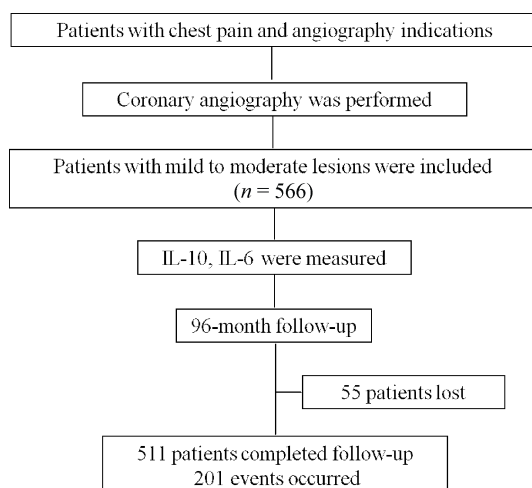 Patients with chest pain and angiography indications
Coronary angiography was performed
Patients with mild to moderate lesions were included
(n = 566)
IL-10, IL-6 were measured
96-month follow-up
55 patients lost
511 patients completed follow-up
201 events occurred